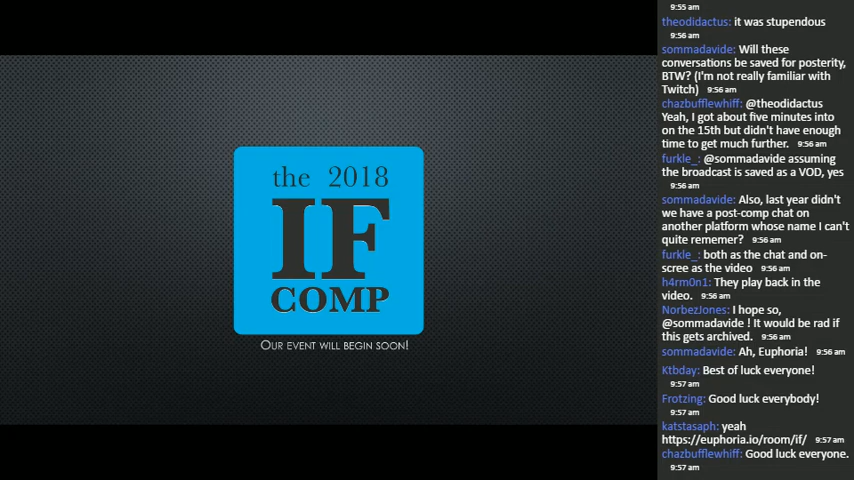 the 2018
IF
COMP
OUR EVENT WILL BEGIN SOON!
9:55 am
theodidactus: it was stupendous
9:56 am
sommadavide: Will these
conversations be saved for posterity,
BTW? (I'm not really familiar with
Twitch) 9:56 am
chazbufflewhiff: @theodidactus
Yeah, I got about five minutes into
on the 15th but didn't have enough
time to get much further. 9:56 am
furkle_: @sommadavide assuming
the broadcast is saved as a VOD, yes
9:56 am
sommadavide: Also, last year didn't
we have a post-comp chat on
another platform whose name I can't
quite rememer? 9:56 am
furkle_: both as the chat and on-
scree as the video 9:56 am
h4rm0n1: They play back in the
video. 9:56 am
NorbezJones: I hope so,
@sommadavide ! It would be rad if
this gets archived. 9:56 am
sommadavide: Ah, Euphoria! 9:56 am
Ktbday: Best of luck everyone!
9:57 am
Frotzing: Good luck everybody!
9:57 am
katstasaph: yeah
https://euphoria.io/room/if/ 9:57 am
chazbufflewhiff: Good luck everyone.
9:57 am